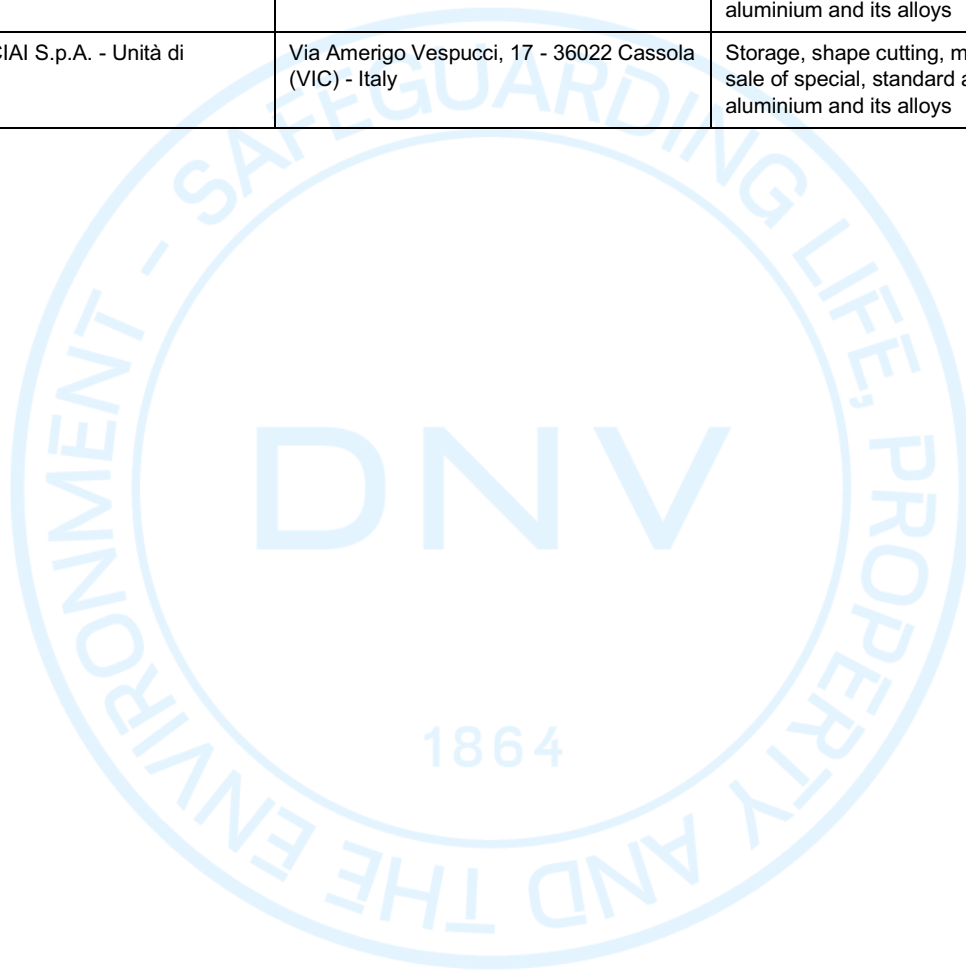 aluminium and its alloys
S.p.A. - Unità di
Via Amerigo Vespucci, 17 - 36022 Cassola
(VIC) - Italy
Storage, shape cutting,
sale of special, standard
aluminium and its alloys
SAFEGUARDING LIFE, PROPERTY AND THE ENVIRONMENT -
DNV
1864